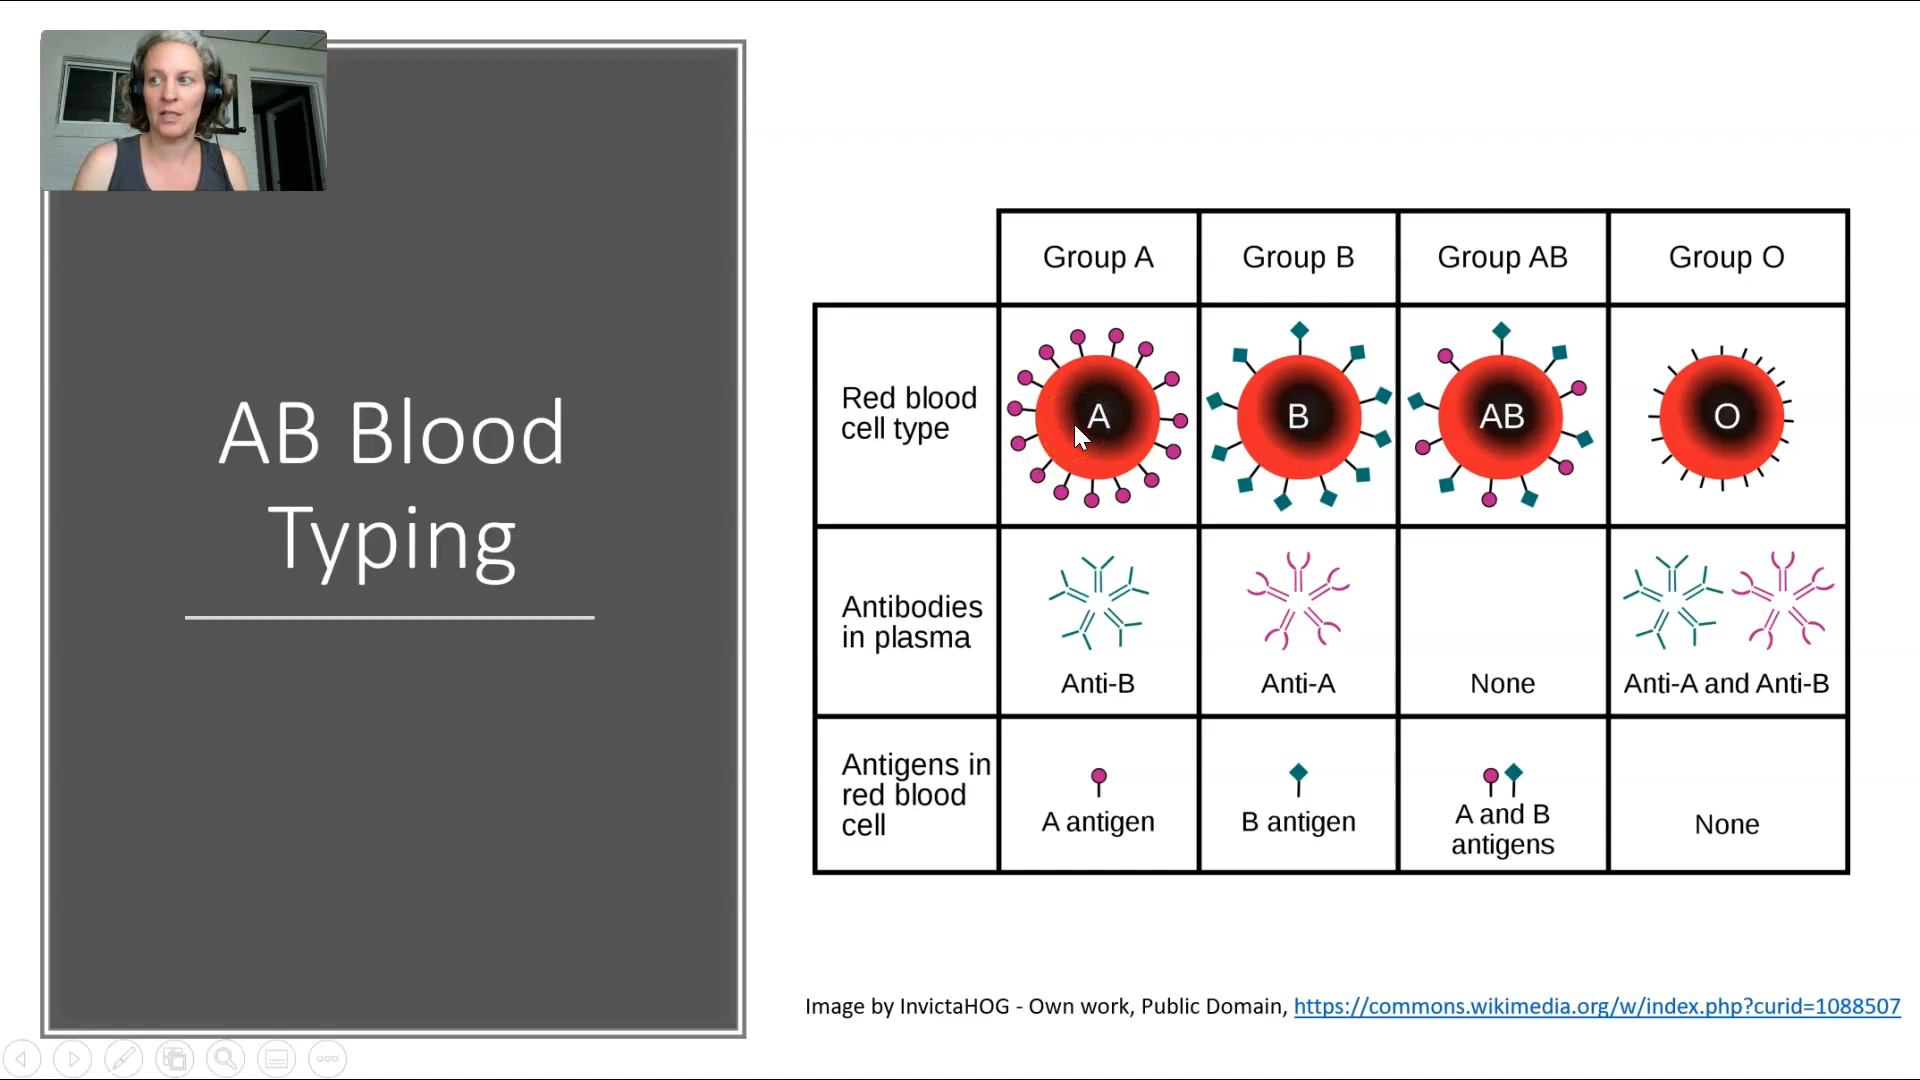 AB Blood
Typing
Group A
Group B
Group AB
Group O
Red blood
cell type
A
B
AB
O
Antibodies
in plasma
Anti-B
Anti-A
None
Anti-A and Anti-B
Antigens in
red blood
cell
A antigen
B antigen
A and B
antigens
None
Image by InvictaHOG - Own work, Public Domain, https://commons.wikimedia.org/w/index.php?curid=1088507